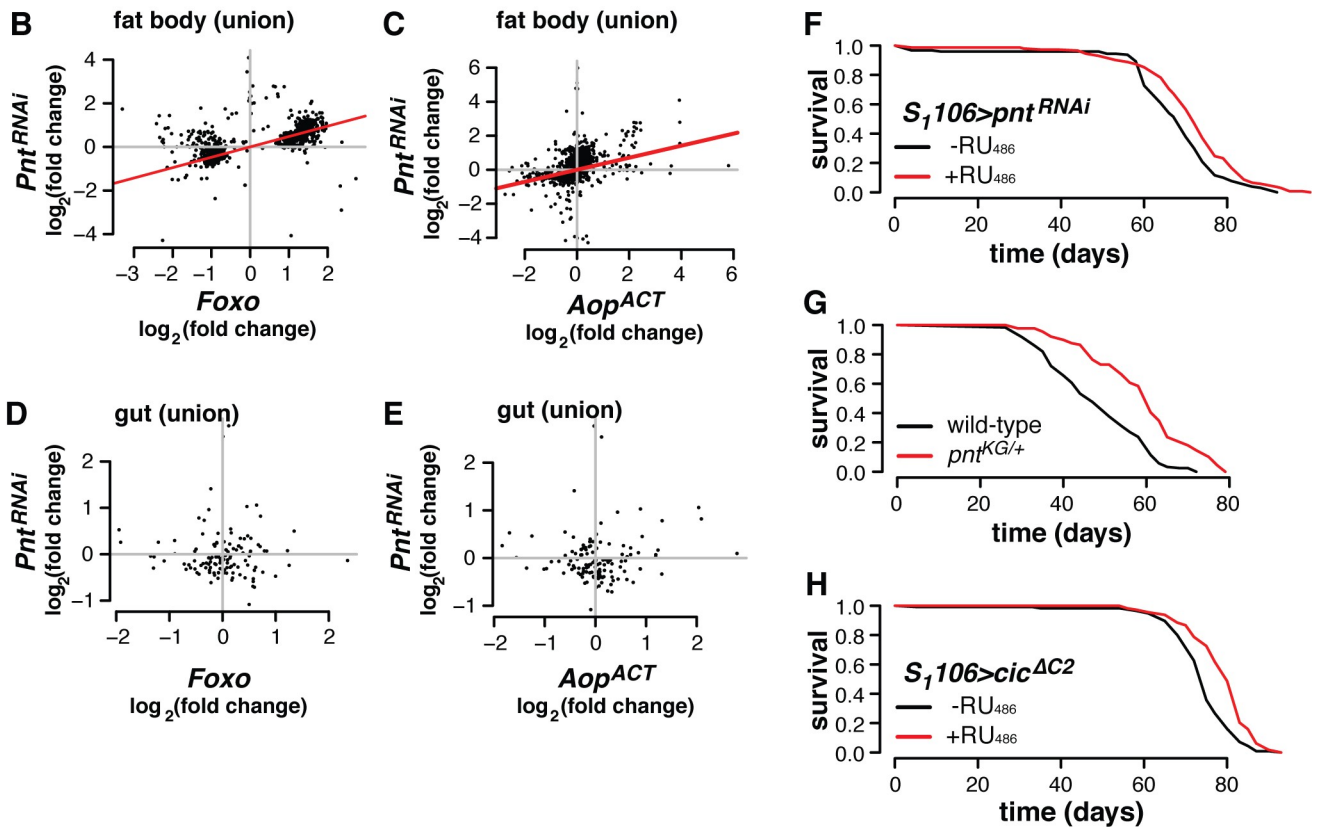 B
fat body (union)
Pnt^RNAi
log2(fold change)
4
2
0
−2
−4
−3 −2 −1 0 1 2
Foxo
log2(fold change)
C
fat body (union)
Pnt^RNAi
log2(fold change)
6
4
2
0
−2
−4
−2 0 2 4 6
Aop^ACT
log2(fold change)
D
gut (union)
Pnt^RNAi
log2(fold change)
2
1
0
−1
−2 −1 0 1 2
Foxo
log2(fold change)
E
gut (union)
Pnt^RNAi
log2(fold change)
2
1
0
−1
−2 −1 0 1 2
Aop^ACT
log2(fold change)
F
survival
1.0
0.8
0.6
0.4
0.2
0.0
S1106>pnt^RNAi
-RU486
+RU486
0 20 40 60 80
time (days)
G
survival
1.0
0.8
0.6
0.4
0.2
0.0
wild-type
pnt^KG/+
0 20 40 60 80
time (days)
H
survival
1.0
0.8
0.6
0.4
0.2
0.0
S1106>cic^ΔC2
-RU486
+RU486
0 20 40 60 80
time (days)